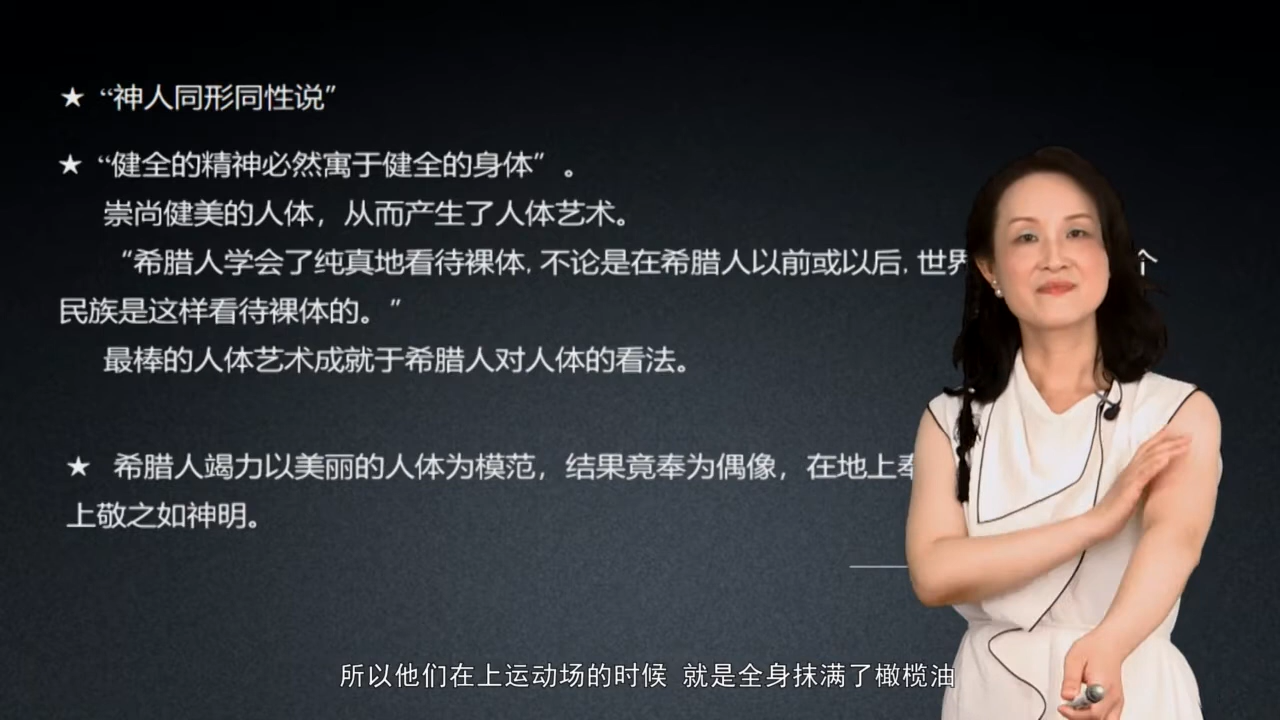 ★ “神人同形同性说”
★ “健全的精神必然寓于健全的身体”。
崇尚健美的人体，从而产生了人体艺术。
“希腊人学会了纯真地看待裸体, 不论是在希腊人以前或以后, 世界 个
民族是这样看待裸体的。”
最棒的人体艺术成就于希腊人对人体的看法。
★ 希腊人竭力以美丽的人体为模范，结果竟奉为偶像，在地上奉
上敬之如神明。
所以他们在上运动场的时候 就是全身抹满了橄榄油